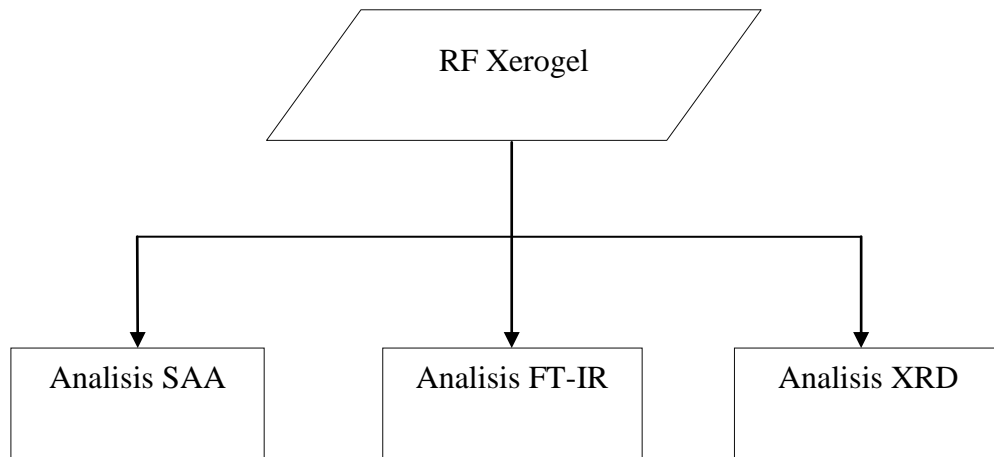 RF Xerogel
Analisis SAA
Analisis FT-IR
Analisis XRD